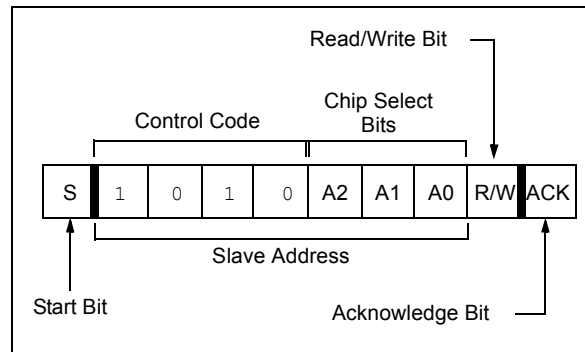 Read/Write Bit
Chip Select
Bits
Control Code
S 1 0 1 0 A2 A1 A0 R/W ACK
Slave Address
Start Bit
Acknowledge Bit